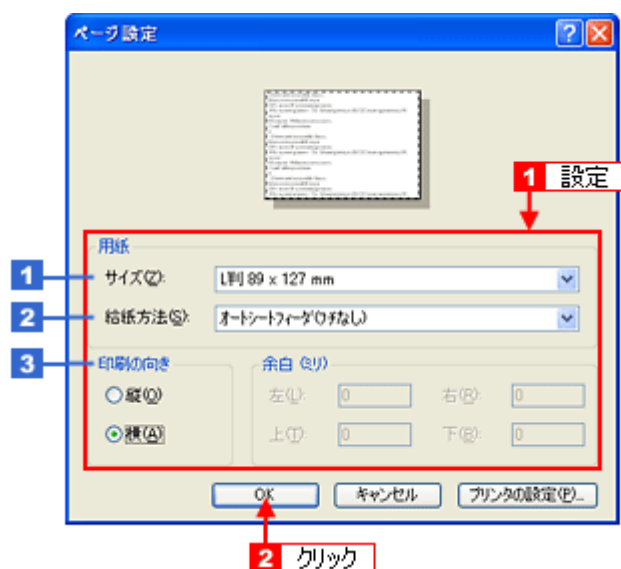 ページ設定
1 設定
用紙
1 サイズ(Z): L判 89 x 127 mm
2 給紙方法(S): オートシートフィーダ(フチなし)
3 印刷の向き
余白 (ミリ)
縦(O) 左(L): 0 右(R): 0
横(A) 上(T): 0 下(B): 0
OK キャンセル プリンタの設定(P)...
2 クリック